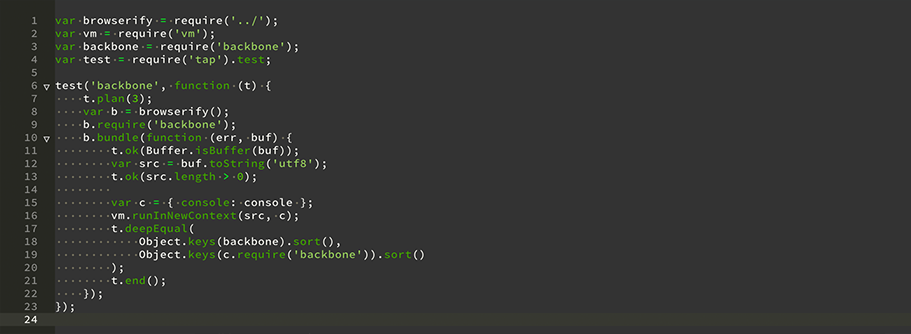 1 var browserify = require('../');
2 var vm = require('vm');
3 var backbone = require('backbone');
4 var test = require('tap').test;
5
6 test('backbone', function (t) {
7     t.plan(3);
8     var b = browserify();
9     b.require('backbone');
10     b.bundle(function (err, buf) {
11         t.ok(Buffer.isBuffer(buf));
12         var src = buf.toString('utf8');
13         t.ok(src.length > 0);
14
15         var c = { console: console };
16         vm.runInNewContext(src, c);
17         t.deepEqual(
18             Object.keys(backbone).sort(),
19             Object.keys(c.require('backbone')).sort()
20         );
21         t.end();
22     });
23 });
24